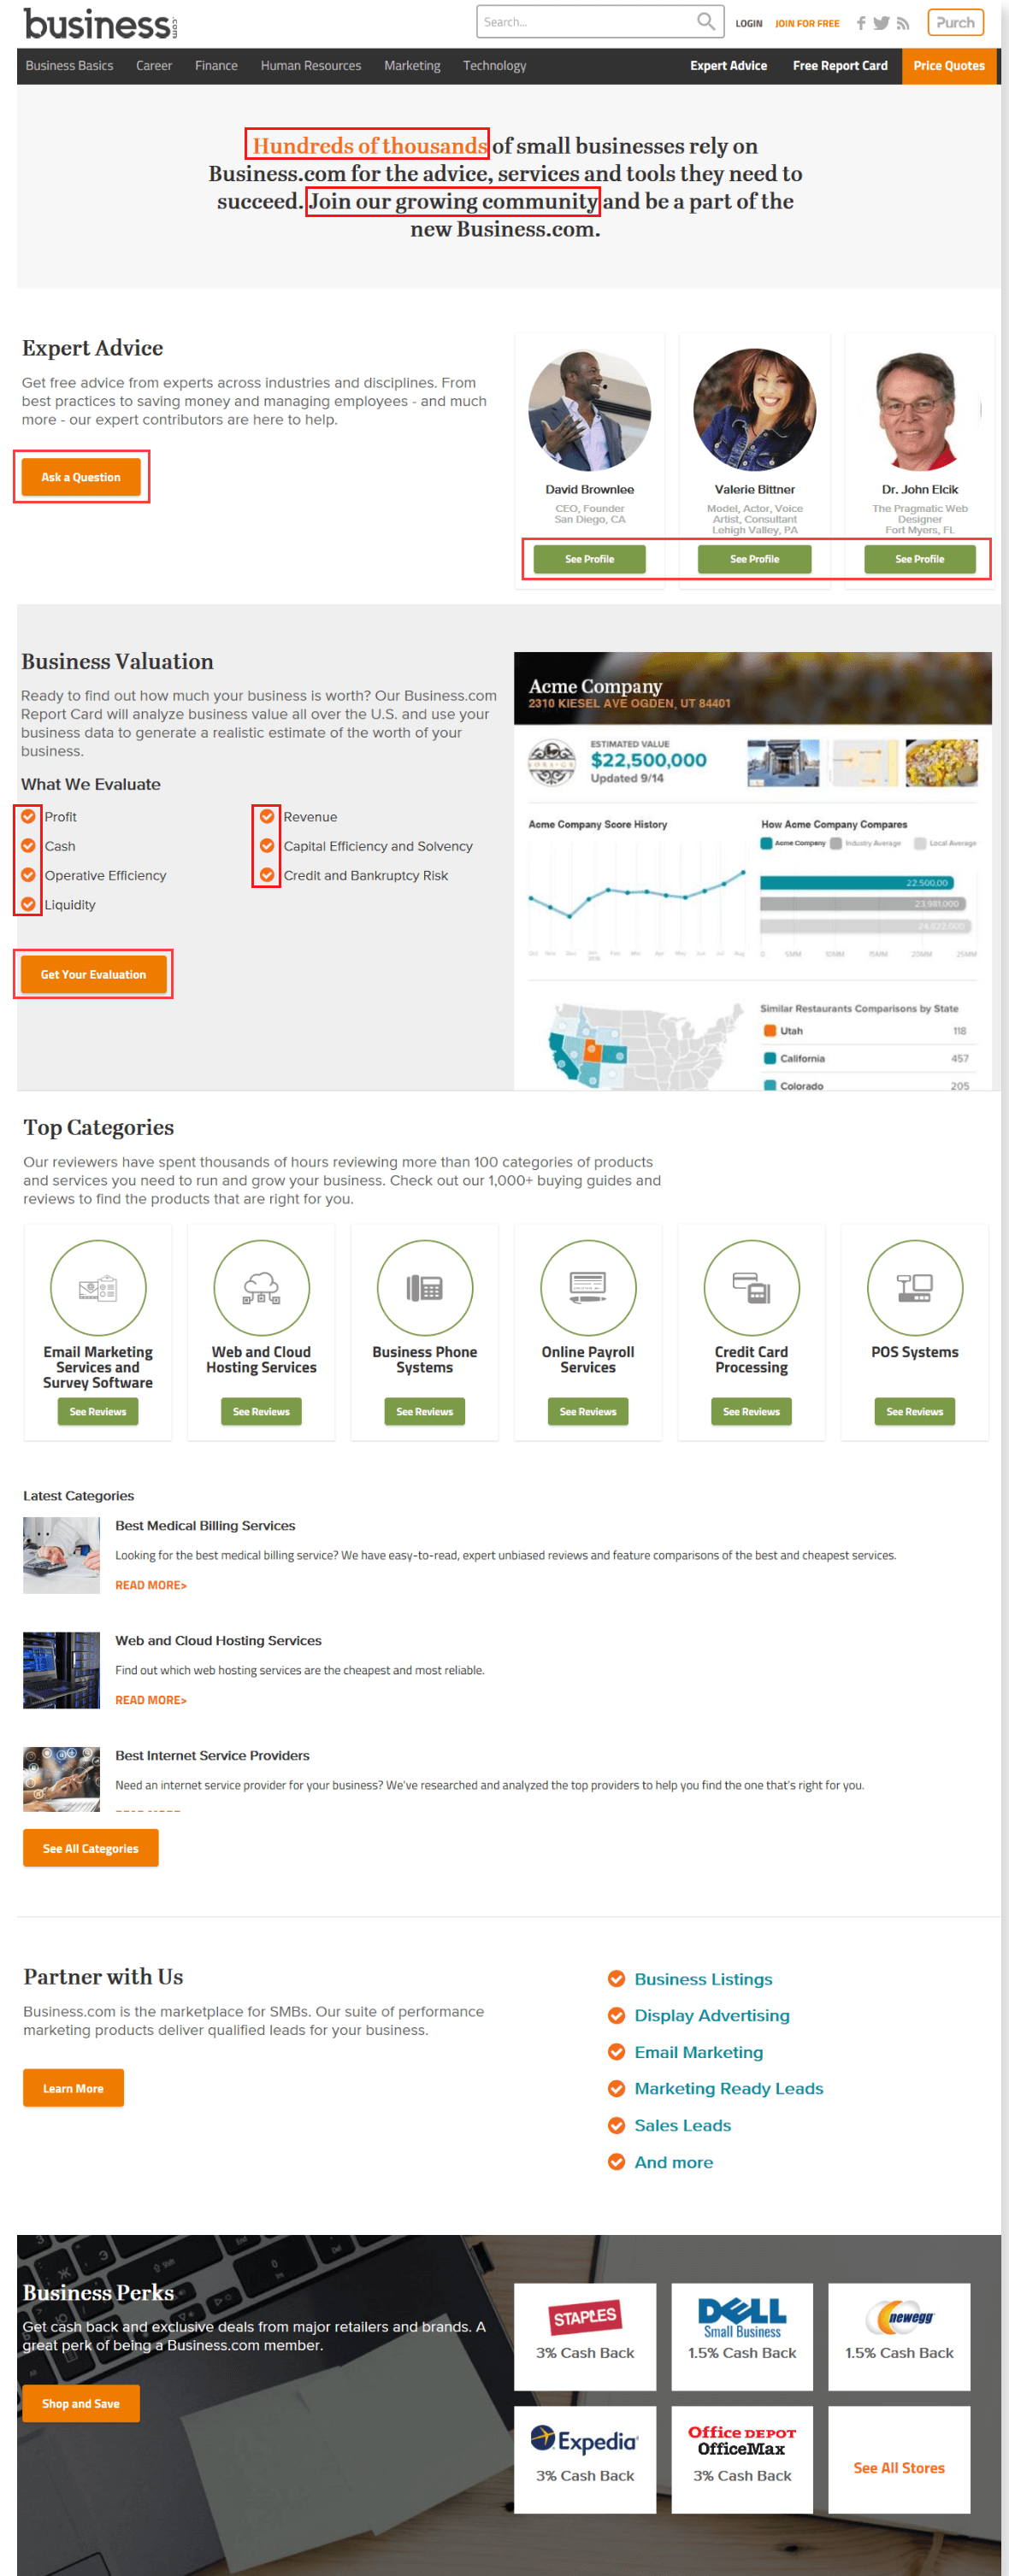 business.com
Search...
LOGIN
JOIN FOR FREE
Purch
Business Basics
Career
Finance
Human Resources
Marketing
Technology
Expert Advice
Free Report Card
Price Quotes
Hundreds of thousands of small businesses rely on
Business.com for the advice, services and tools they need to
succeed. Join our growing community and be a part of the
new Business.com.
Expert Advice
Get free advice from experts across industries and disciplines. From
best practices to saving money and managing employees - and much
more - our expert contributors are here to help.
Ask a Question
David Brownlee
CEO, Founder
San Diego, CA
See Profile
Valerie Bittner
Model, Actor, Voice
Artist, Consultant
Lehigh Valley, PA
See Profile
Dr. John Elcik
The Pragmatic Web
Designer
Fort Myers, FL
See Profile
Business Valuation
Ready to find out how much your business is worth? Our Business.com
Report Card will analyze business value all over the U.S. and use your
business data to generate a realistic estimate of the worth of your
business.
What We Evaluate
Profit
Cash
Operative Efficiency
Liquidity
Revenue
Capital Efficiency and Solvency
Credit and Bankruptcy Risk
Get Your Evaluation
Acme Company
2310 KIESEL AVE OGDEN, UT 84401
ESTIMATED VALUE
$22,500,000
Updated 9/14
Acme Company Score History
Oct Nov Dec Jan Feb Mar Apr May Jun Jul Aug
2016
How Acme Company Compares
Acme Company
Industry Average
Local Average
22,500,00
23,981,000
24,622,000
0 5MM 10MM 15MM 20MM 25MM
Similar Restaurants Comparisons by State
Utah 118
California 457
Colorado 205
Top Categories
Our reviewers have spent thousands of hours reviewing more than 100 categories of products
and services you need to run and grow your business. Check out our 1,000+ buying guides and
reviews to find the products that are right for you.
Email Marketing
Services and
Survey Software
See Reviews
Web and Cloud
Hosting Services
See Reviews
Business Phone
Systems
See Reviews
Online Payroll
Services
See Reviews
Credit Card
Processing
See Reviews
POS Systems
See Reviews
Latest Categories
Best Medical Billing Services
Looking for the best medical billing service? We have easy-to-read, expert unbiased reviews and feature comparisons of the best and cheapest services.
READ MORE>
Web and Cloud Hosting Services
Find out which web hosting services are the cheapest and most reliable.
READ MORE>
Best Internet Service Providers
Need an internet service provider for your business? We've researched and analyzed the top providers to help you find the one that's right for you.
See All Categories
Partner with Us
Business.com is the marketplace for SMBs. Our suite of performance
marketing products deliver qualified leads for your business.
Learn More
Business Listings
Display Advertising
Email Marketing
Marketing Ready Leads
Sales Leads
And more
Business Perks
Get cash back and exclusive deals from major retailers and brands. A
great perk of being a Business.com member.
Shop and Save
STAPLES
3% Cash Back
DELL
Small Business
1.5% Cash Back
newegg
1.5% Cash Back
Expedia
3% Cash Back
Office DEPOT
OfficeMax
3% Cash Back
See All Stores